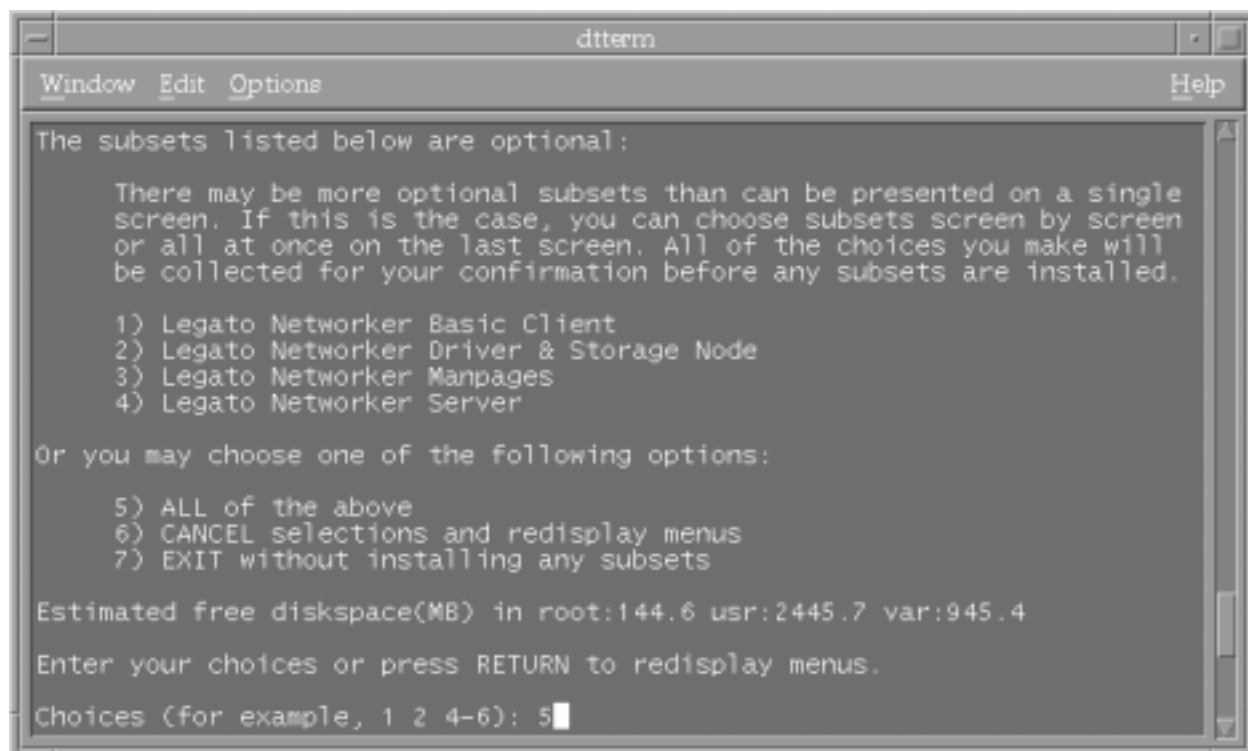 dtterm
Window Edit Options Help
The subsets listed below are optional:
There may be more optional subsets than can be presented on a single
screen. If this is the case, you can choose subsets screen by screen
or all at once on the last screen. All of the choices you make will
be collected for your confirmation before any subsets are installed.
1) Legato Networker Basic Client
2) Legato Networker Driver & Storage Node
3) Legato Networker Manpages
4) Legato Networker Server
Or you may choose one of the following options:
5) ALL of the above
6) CANCEL selections and redisplay menus
7) EXIT without installing any subsets
Estimated free diskspace(MB) in root:144.6 usr:2445.7 var:945.4
Enter your choices or press RETURN to redisplay menus.
Choices (for example, 1 2 4-6): 5